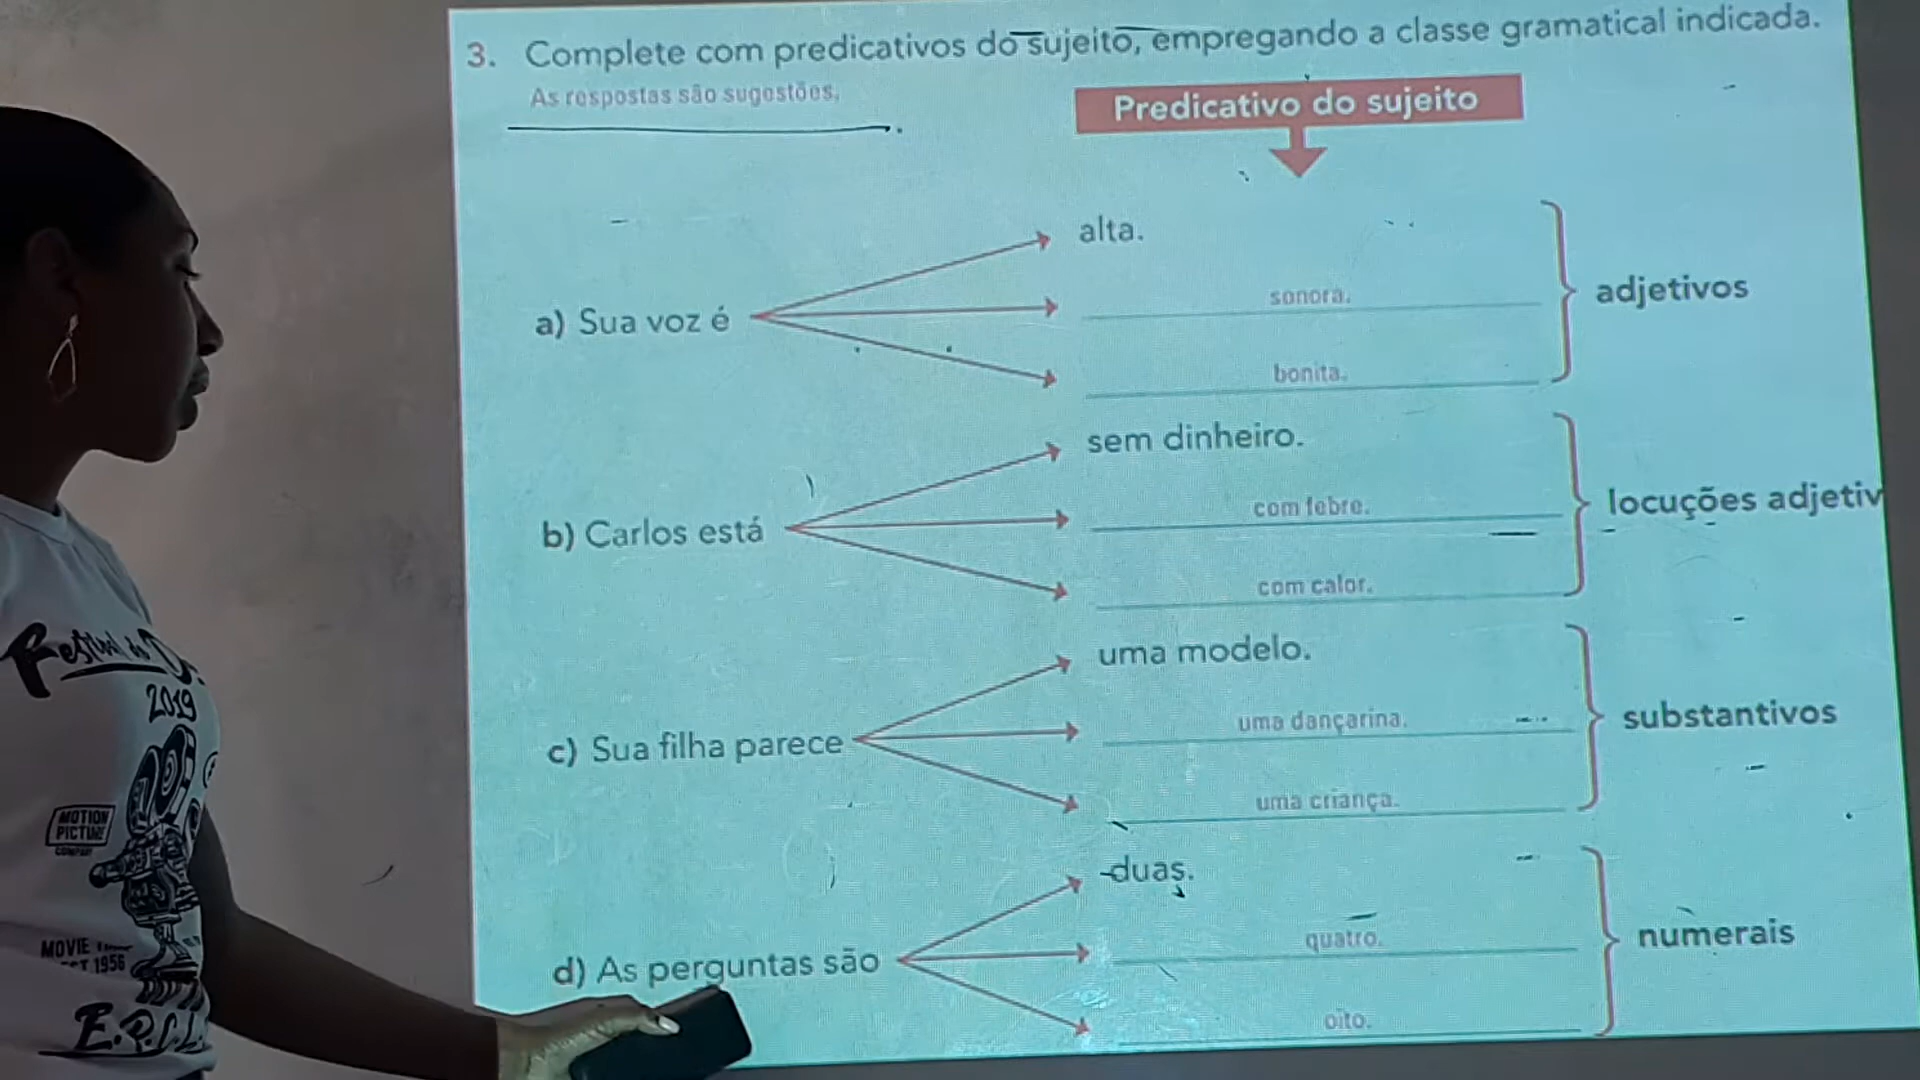 3. Complete com predicativos do sujeito, empregando a classe gramatical indicada.
As respostas são sugestões.
Predicativo do sujeito
a) Sua voz é
alta.
sonora.
bonita.
adjetivos
b) Carlos está
sem dinheiro.
com febre.
com calor.
locuções adjetiv
c) Sua filha parece
uma modelo.
uma dançarina.
uma criança.
substantivos
d) As perguntas são
duas.
quatro.
oito.
numerais
Festival de
2019
MOTION
PICTURE
COMPANY
MOVIE
1956